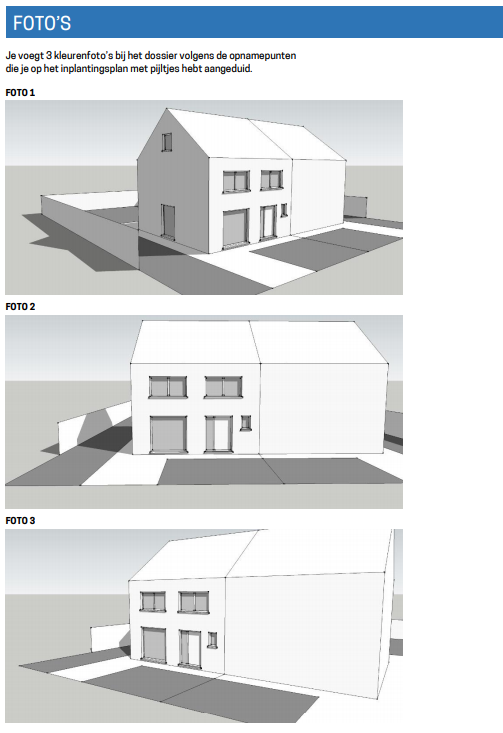 FOTO'S
Je voegt 3 kleurenfoto's bij het dossier volgens de opnamepunten
die je op het inplantingsplan met pijltjes hebt aangeduid.
FOTO 1
FOTO 2
FOTO 3